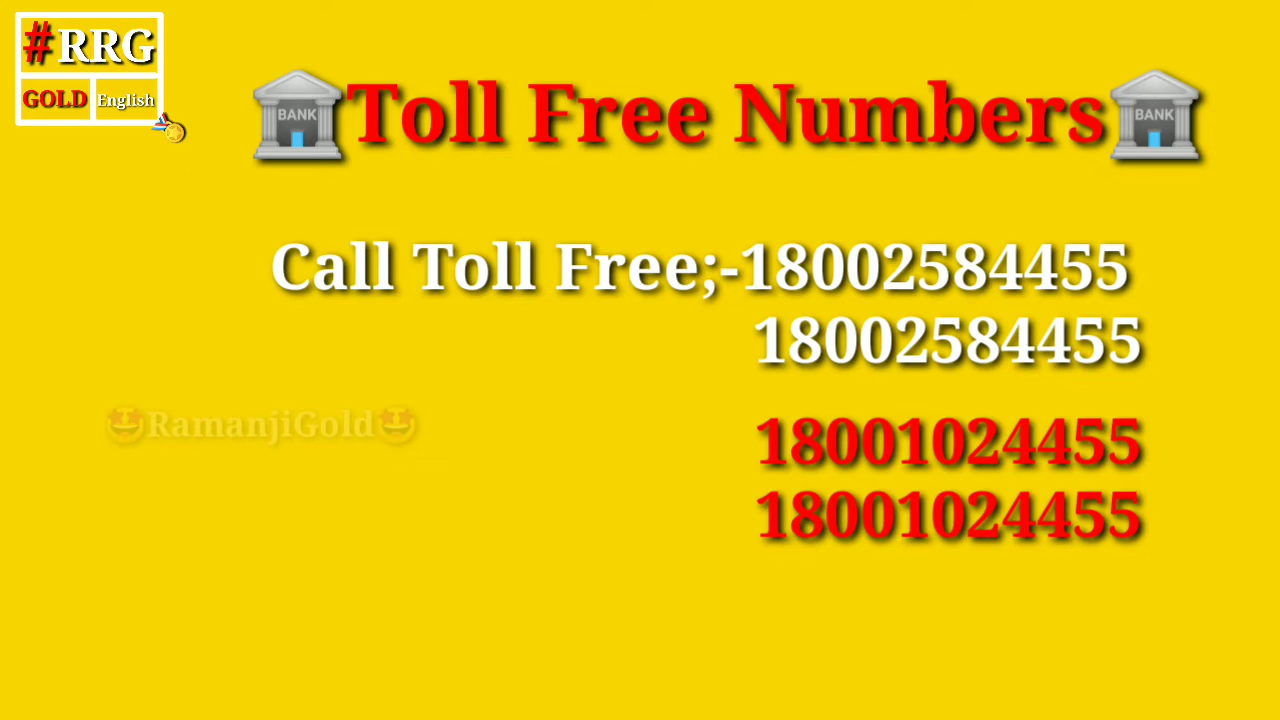 #RRG
GOLD English
BANK Toll Free Numbers BANK
Call Toll Free;-18002584455
18002584455
RamanjiGold
18001024455
18001024455